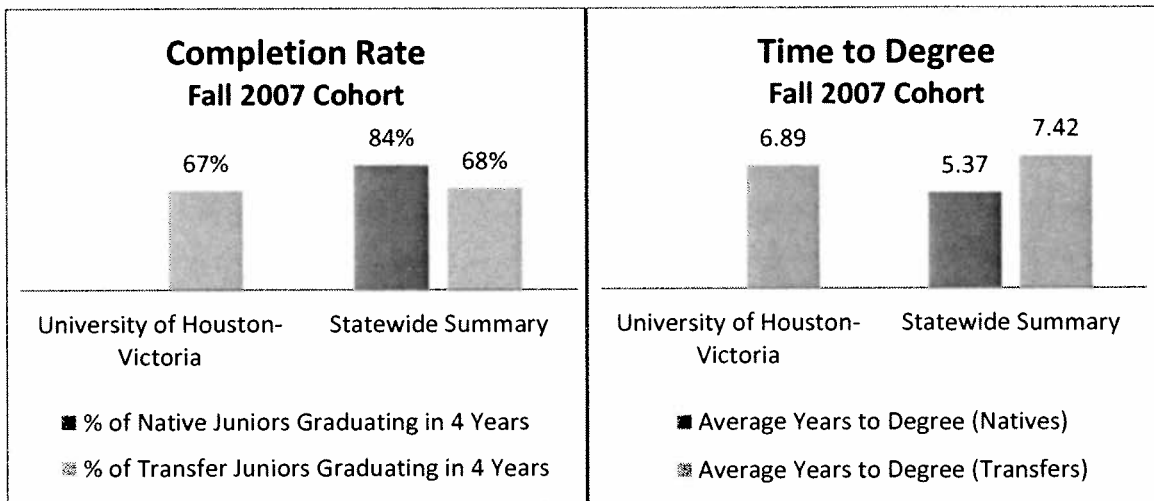 Completion Rate
Fall 2007 Cohort
67%
84%
68%
University of Houston-
Victoria
Statewide Summary
% of Native Juniors Graduating in 4 Years
% of Transfer Juniors Graduating in 4 Years
Time to Degree
Fall 2007 Cohort
6.89
5.37
7.42
University of Houston-
Victoria
Statewide Summary
Average Years to Degree (Natives)
Average Years to Degree (Transfers)